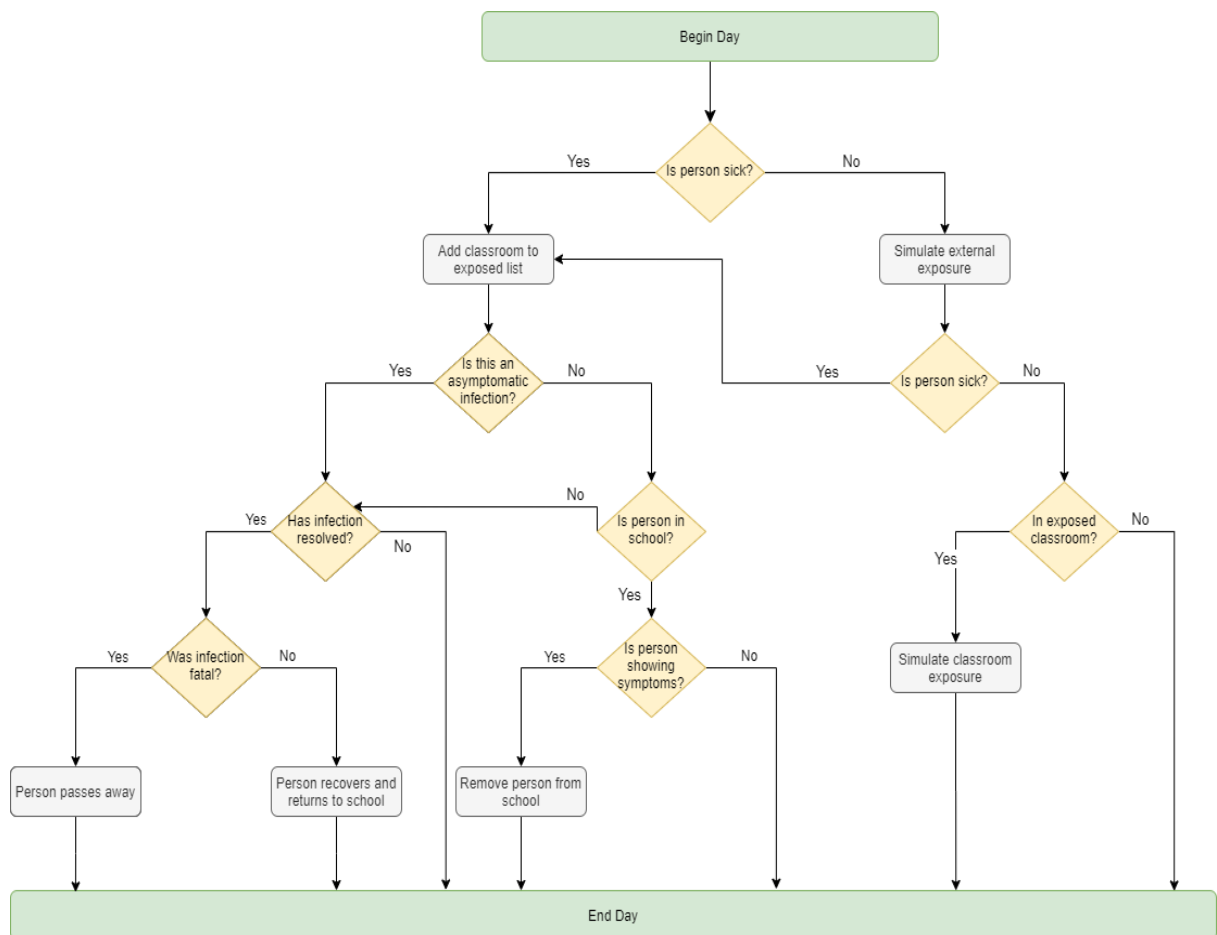 Begin Day
Is person sick?
Yes
No
Add classroom to
exposed list
Simulate external
exposure
Is this an
asymptomatic
infection?
Yes
No
Is person sick?
Yes
No
Has infection
resolved?
Yes
No
No
Is person in
school?
Yes
In exposed
classroom?
Yes
No
Was infection
fatal?
Yes
No
Is person
showing
symptoms?
Yes
No
Simulate classroom
exposure
Person passes away
Person recovers and
returns to school
Remove person from
school
End Day